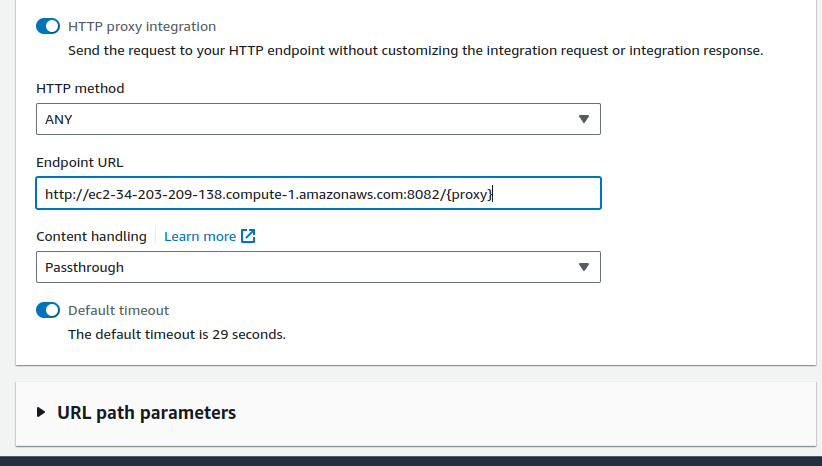 HTTP proxy integration
Send the request to your HTTP endpoint without customizing the integration request or integration response.
HTTP method
ANY
Endpoint URL
http://ec2-34-203-209-138.compute-1.amazonaws.com:8082/{proxy}
Content handling Learn more
Passthrough
Default timeout
The default timeout is 29 seconds.
URL path parameters